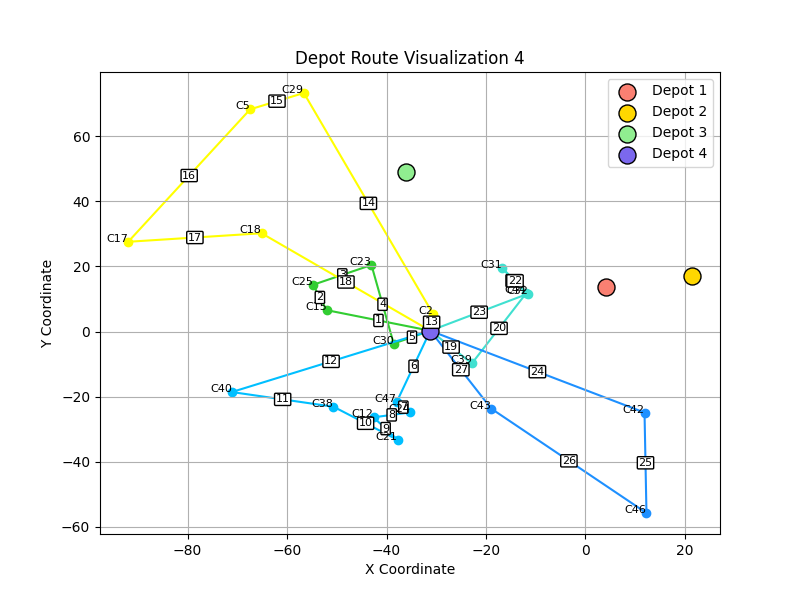 Depot Route Visualization 4
Depot 1
Depot 2
Depot 3
Depot 4
C29
15
C5
16
14
C17
17
C18
C23
3
18
C25
2
C15
4
1
C31
22
C2
13
23
20
5
C30
19
C39
27
24
12
6
C40
11
C38
C47
7
8
C12
10
9
C21
C43
C42
25
26
C46
60
40
20
0
−20
−40
−60
−80
−60
−40
−20
0
20
X Coordinate
Y Coordinate